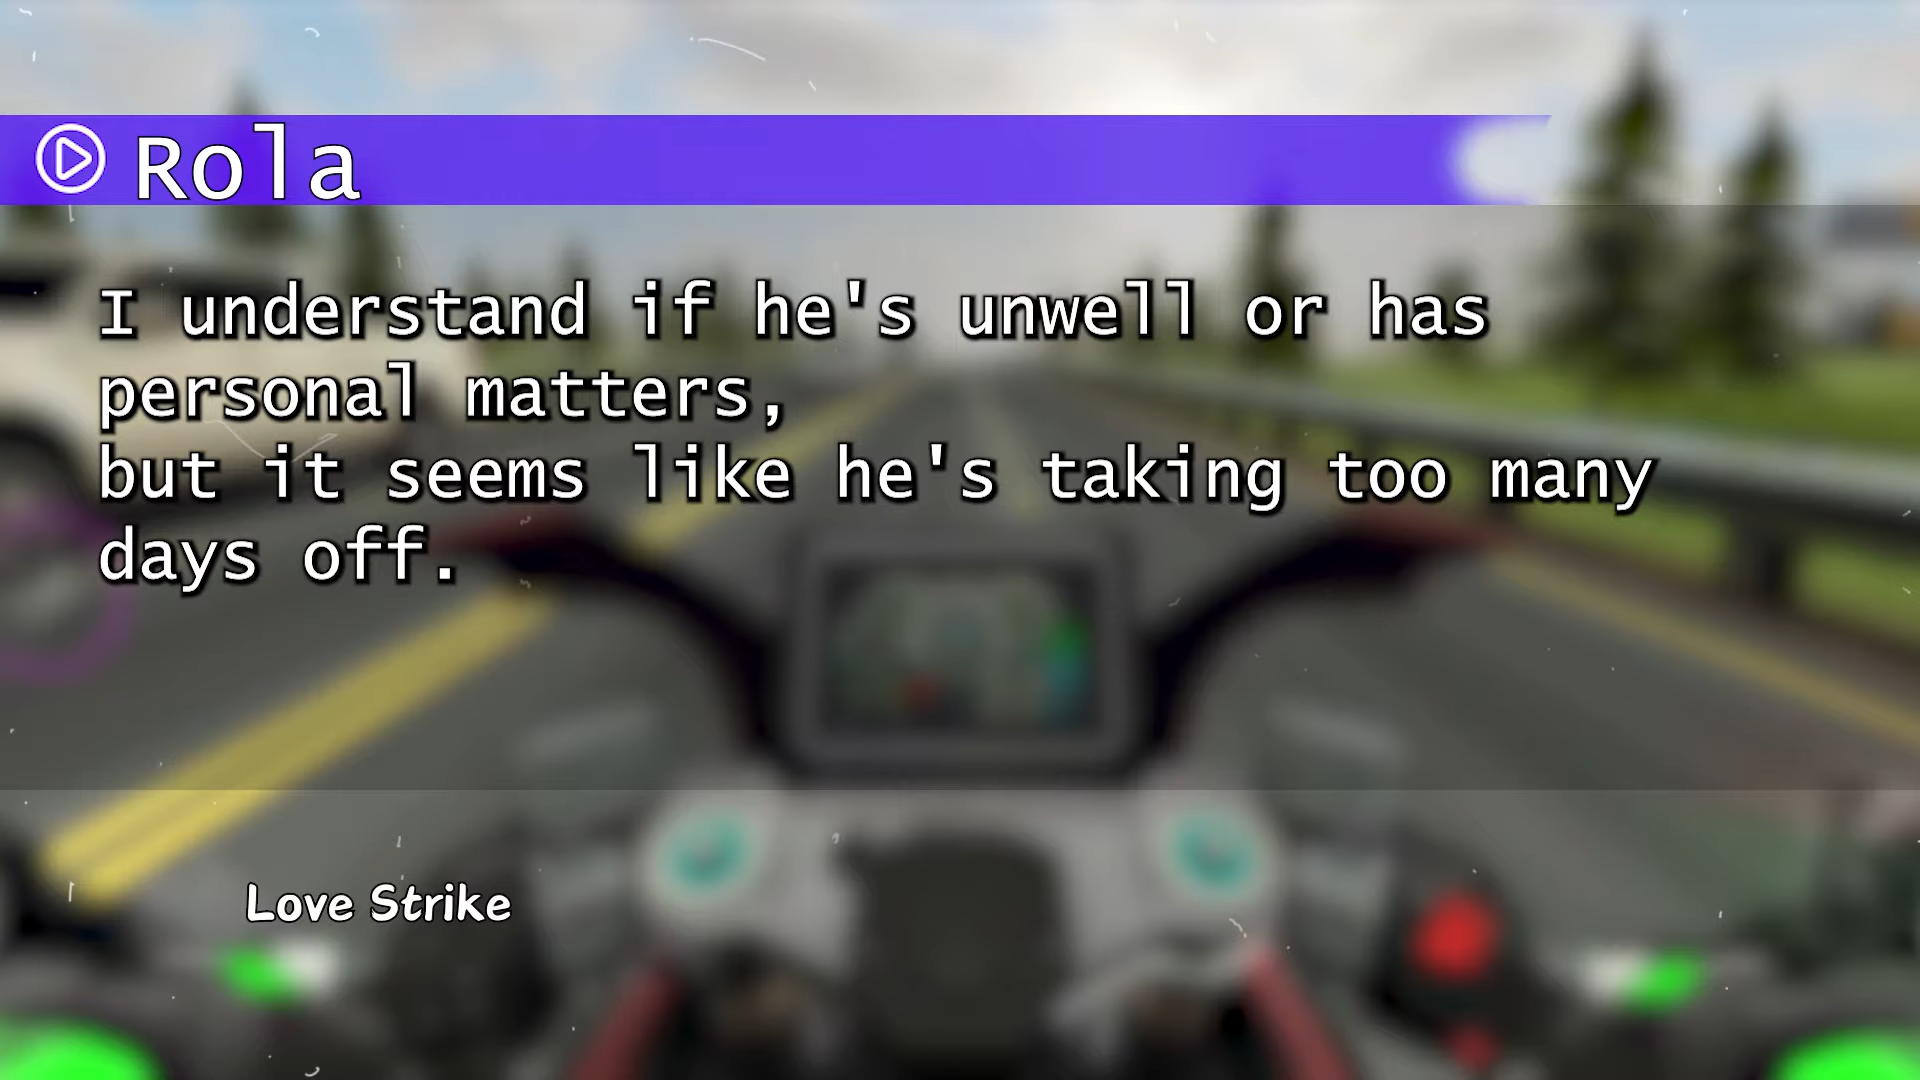 Rola
I understand if he's unwell or has
personal matters,
but it seems like he's taking too many
days off.
Love Strike